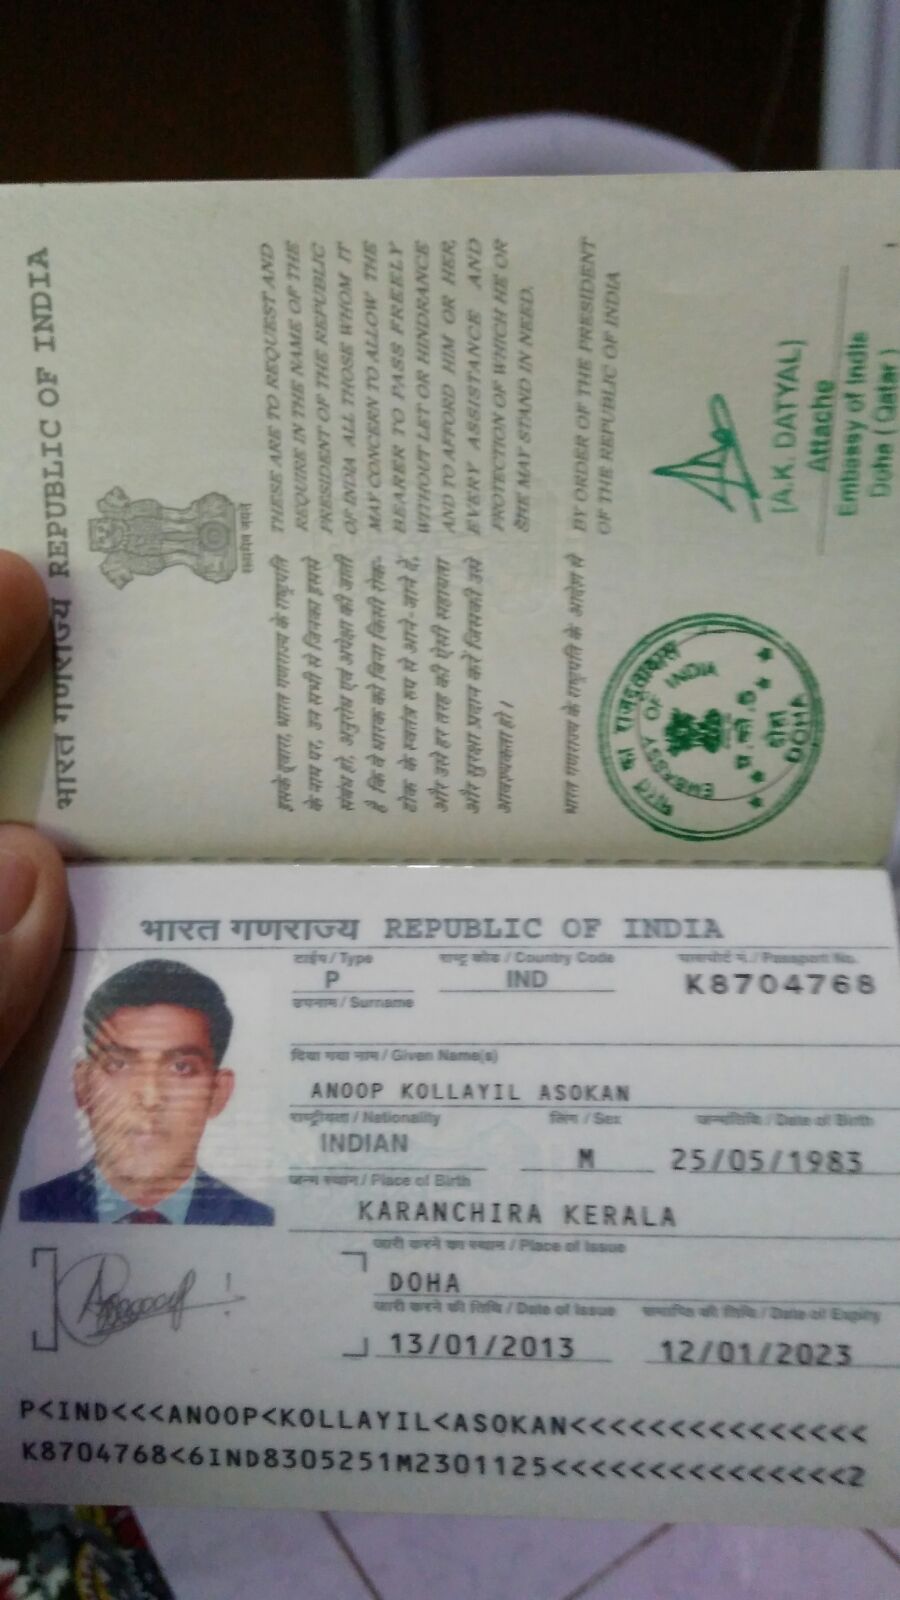 भारत गणराज्य REPUBLIC OF INDIA
सत्यमेव जयते
इसके द्वारा, भारत गणराज्य के राष्ट्रपति
के नाम पर, उन सभी से जिनका इससे
संबंध हो, अनुरोध एवं अपेक्षा की जाती
है कि वे धारक को बिना किसी रोक-
टोक के स्वतंत्र रूप से आने-जाने दें,
और उसे हर तरह की ऐसी सहायता
और सुरक्षा प्रदान करें जिसकी उसे
आवश्यकता हो।
THESE ARE TO REQUEST AND
REQUIRE IN THE NAME OF THE
PRESIDENT OF THE REPUBLIC
OF INDIA ALL THOSE WHOM IT
MAY CONCERN TO ALLOW THE
BEARER TO PASS FREELY
WITHOUT LET OR HINDRANCE
AND TO AFFORD HIM OR HER,
EVERY ASSISTANCE AND
PROTECTION OF WHICH HE OR
SHE MAY STAND IN NEED.
भारत गणराज्य के राष्ट्रपति के आदेश से
BY ORDER OF THE PRESIDENT
OF THE REPUBLIC OF INDIA
भारत का राजदूतावास
EMBASSY OF INDIA
दोहा
DOHA
[A.K. DATYAL]
Attache
Embassy of India
Doha (Qatar)
भारत गणराज्य REPUBLIC OF INDIA
टाईप / Type राष्ट्र कोड / Country Code पासपोर्ट नं. / Passport No.
P IND K8704768
उपनाम / Surname
दिया गया नाम / Given Name(s)
ANOOP KOLLAYIL ASOKAN
राष्ट्रीयता / Nationality लिंग / Sex जन्मतिथि / Date of Birth
INDIAN M 25/05/1983
जन्म स्थान / Place of Birth
KARANCHIRA KERALA
जारी करने का स्थान / Place of Issue
DOHA
जारी करने की तिथि / Date of Issue समाप्ति की तिथि / Date of Expiry
13/01/2013 12/01/2023
P<IND<<<ANOOP<KOLLAYIL<ASOKAN<<<<<<<<<<<<<<<
K8704768<6IND8305251M2301125<<<<<<<<<<<<<<<2